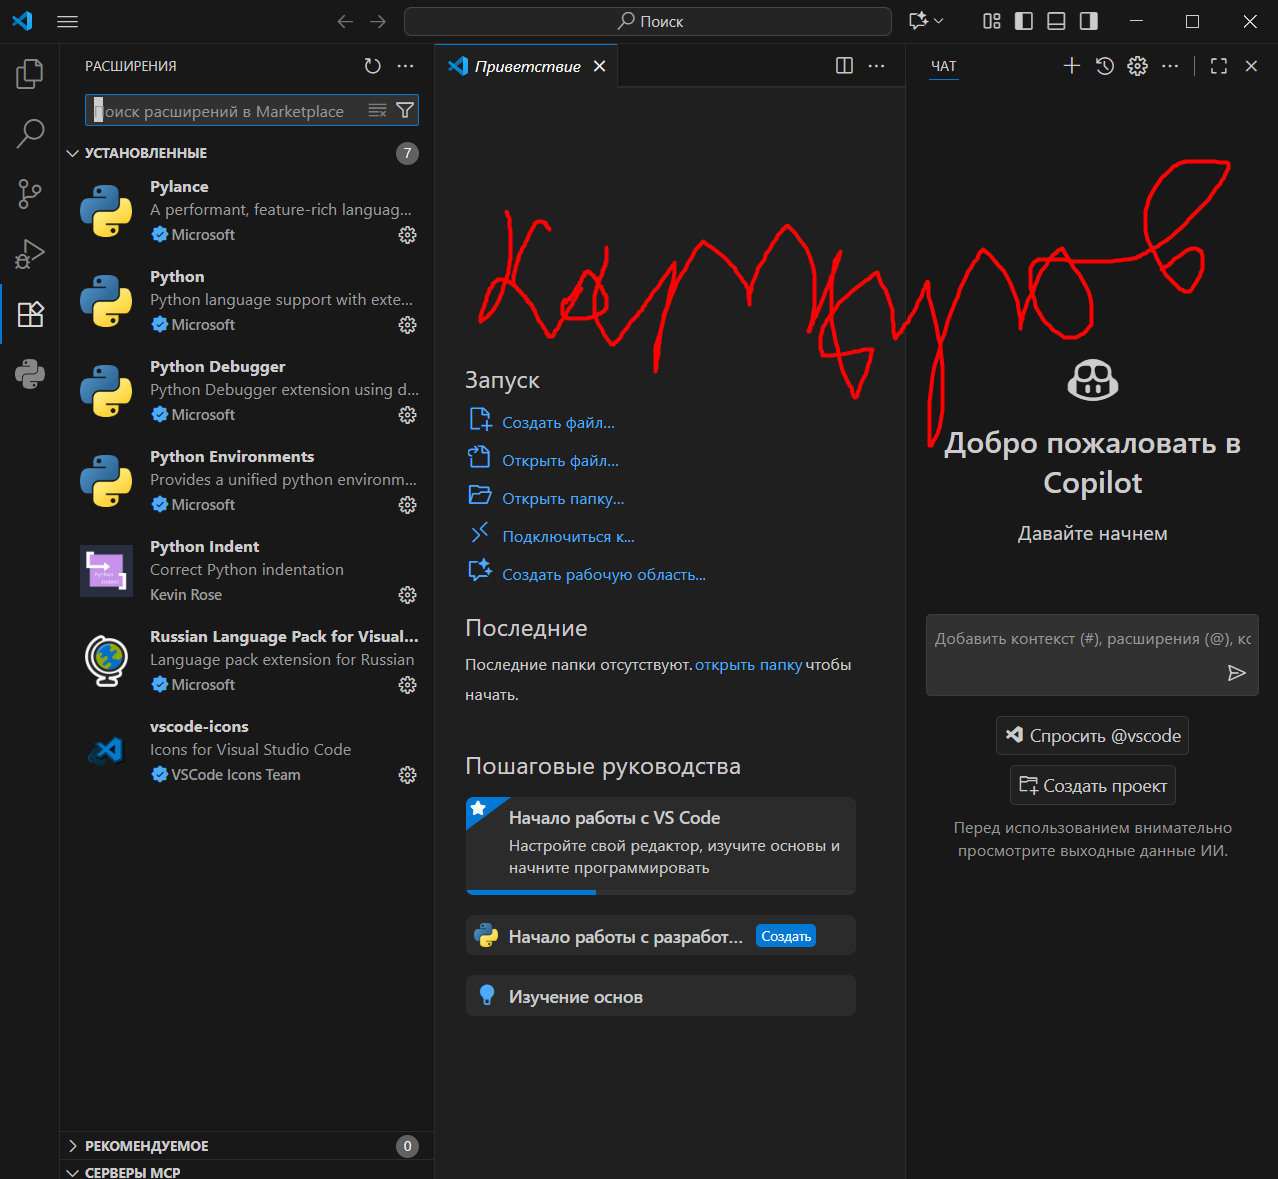 Поиск
РАСШИРЕНИЯ
Поиск расширений в Marketplace
УСТАНОВЛЕННЫЕ 7
Pylance
A performant, feature-rich languag...
Microsoft
Python
Python language support with exte...
Microsoft
Python Debugger
Python Debugger extension using d...
Microsoft
Python Environments
Provides a unified python environm...
Microsoft
Python Indent
Correct Python indentation
Kevin Rose
Russian Language Pack for Visual...
Language pack extension for Russian
Microsoft
vscode-icons
Icons for Visual Studio Code
VSCode Icons Team
РЕКОМЕНДУЕМОЕ 0
СЕРВЕРЫ MCP
Приветствие
Запуск
Создать файл...
Открыть файл...
Открыть папку...
Подключиться к...
Создать рабочую область...
Последние
Последние папки отсутствуют. открыть папку чтобы
начать.
Пошаговые руководства
Начало работы с VS Code
Настройте свой редактор, изучите основы и
начните программировать
Начало работы с разработ... Создать
Изучение основ
ЧАТ
Добро пожаловать в
Copilot
Давайте начнем
Добавить контекст (#), расширения (@), кс
Спросить @vscode
Создать проект
Перед использованием внимательно
просмотрите выходные данные ИИ.